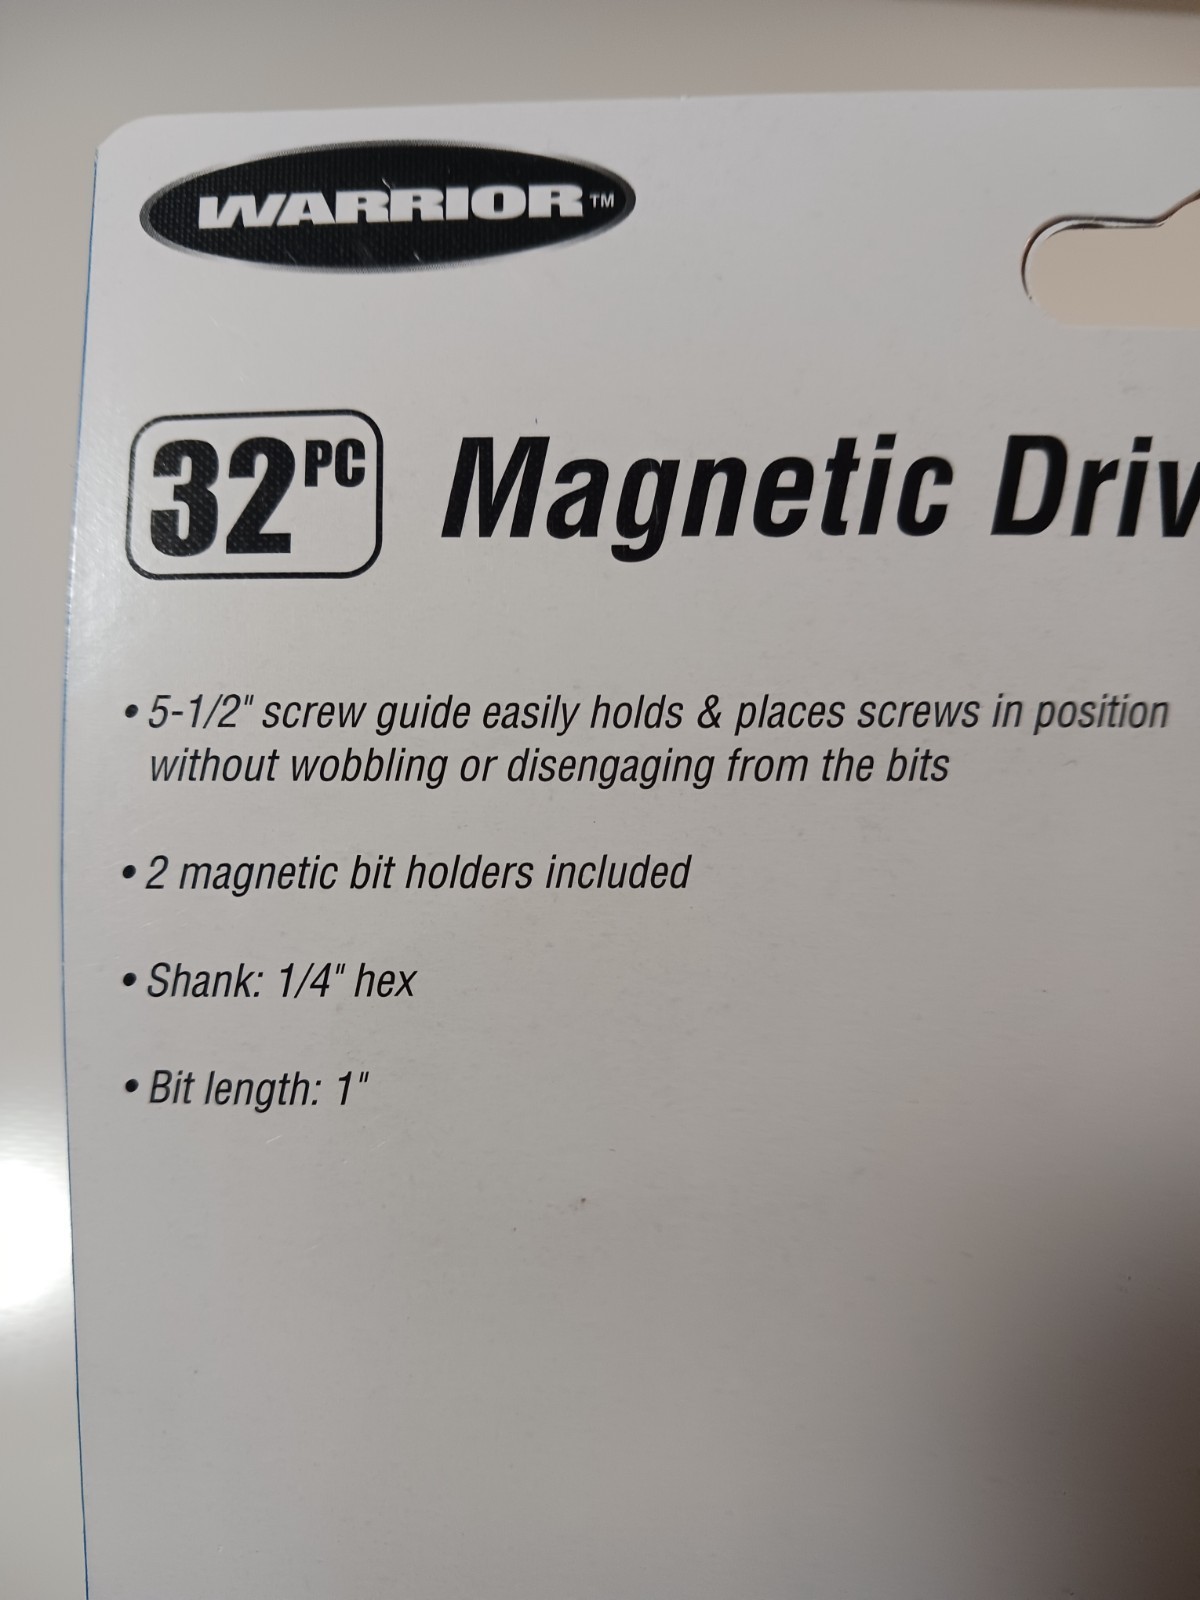 WARRIOR™
32PC Magnetic Driv
• 5-1/2" screw guide easily holds & places screws in position
without wobbling or disengaging from the bits
• 2 magnetic bit holders included
• Shank: 1/4" hex
• Bit length: 1"